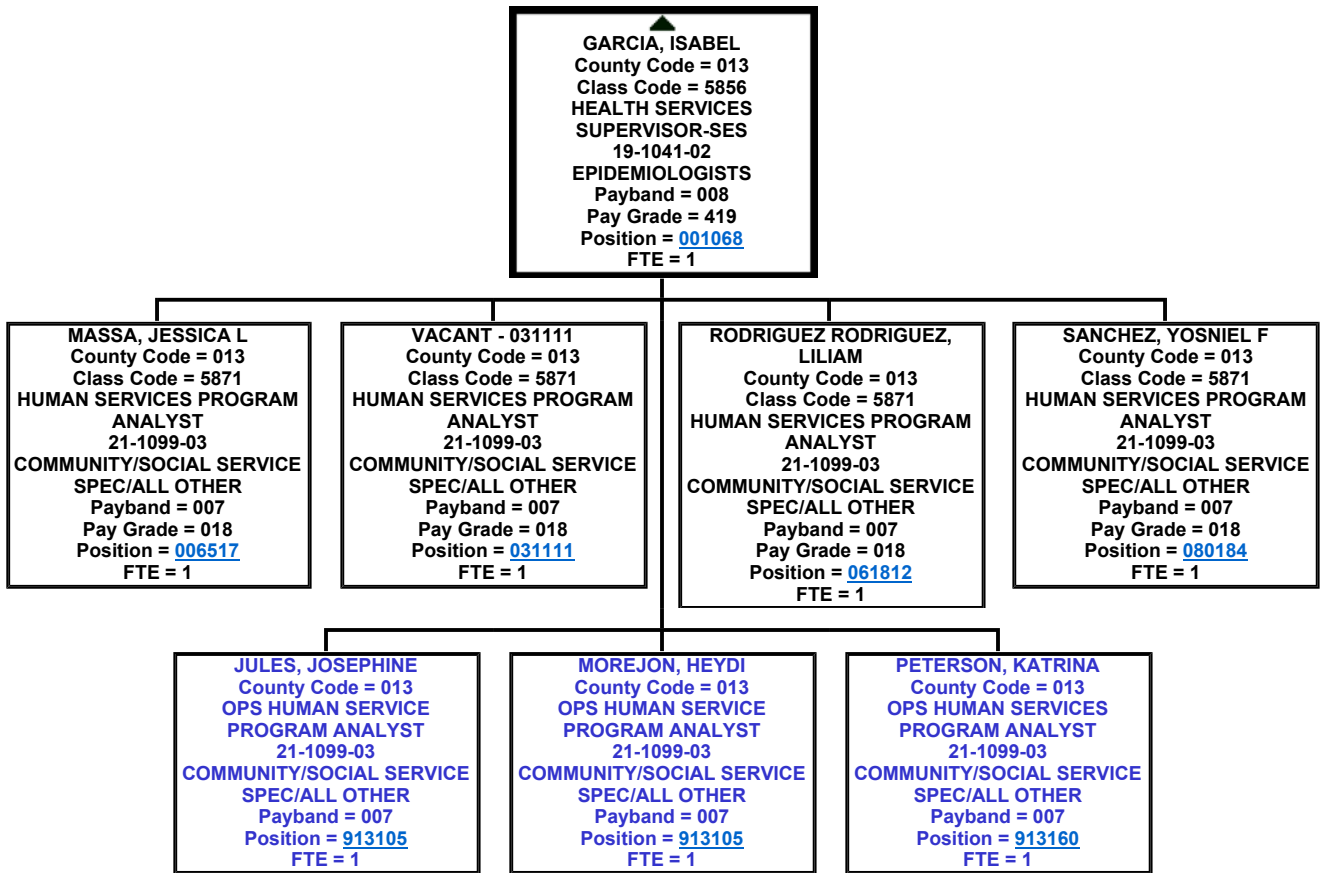 GARCIA, ISABEL
County Code = 013
Class Code = 5856
HEALTH SERVICES
SUPERVISOR-SES
19-1041-02
EPIDEMIOLOGISTS
Payband = 008
Pay Grade = 419
Position = 001068
FTE = 1
MASSA, JESSICA L
County Code = 013
Class Code = 5871
HUMAN SERVICES PROGRAM
ANALYST
21-1099-03
COMMUNITY/SOCIAL SERVICE
SPEC/ALL OTHER
Payband = 007
Pay Grade = 018
Position = 006517
FTE = 1
VACANT - 031111
County Code = 013
Class Code = 5871
HUMAN SERVICES PROGRAM
ANALYST
21-1099-03
COMMUNITY/SOCIAL SERVICE
SPEC/ALL OTHER
Payband = 007
Pay Grade = 018
Position = 031111
FTE = 1
RODRIGUEZ RODRIGUEZ,
LILIAM
County Code = 013
Class Code = 5871
HUMAN SERVICES PROGRAM
ANALYST
21-1099-03
COMMUNITY/SOCIAL SERVICE
SPEC/ALL OTHER
Payband = 007
Pay Grade = 018
Position = 061812
FTE = 1
SANCHEZ, YOSNIEL F
County Code = 013
Class Code = 5871
HUMAN SERVICES PROGRAM
ANALYST
21-1099-03
COMMUNITY/SOCIAL SERVICE
SPEC/ALL OTHER
Payband = 007
Pay Grade = 018
Position = 080184
FTE = 1
JULES, JOSEPHINE
County Code = 013
OPS HUMAN SERVICE
PROGRAM ANALYST
21-1099-03
COMMUNITY/SOCIAL SERVICE
SPEC/ALL OTHER
Payband = 007
Position = 913105
FTE = 1
MOREJON, HEYDI
County Code = 013
OPS HUMAN SERVICE
PROGRAM ANALYST
21-1099-03
COMMUNITY/SOCIAL SERVICE
SPEC/ALL OTHER
Payband = 007
Position = 913105
FTE = 1
PETERSON, KATRINA
County Code = 013
OPS HUMAN SERVICES
PROGRAM ANALYST
21-1099-03
COMMUNITY/SOCIAL SERVICE
SPEC/ALL OTHER
Payband = 007
Position = 913160
FTE = 1